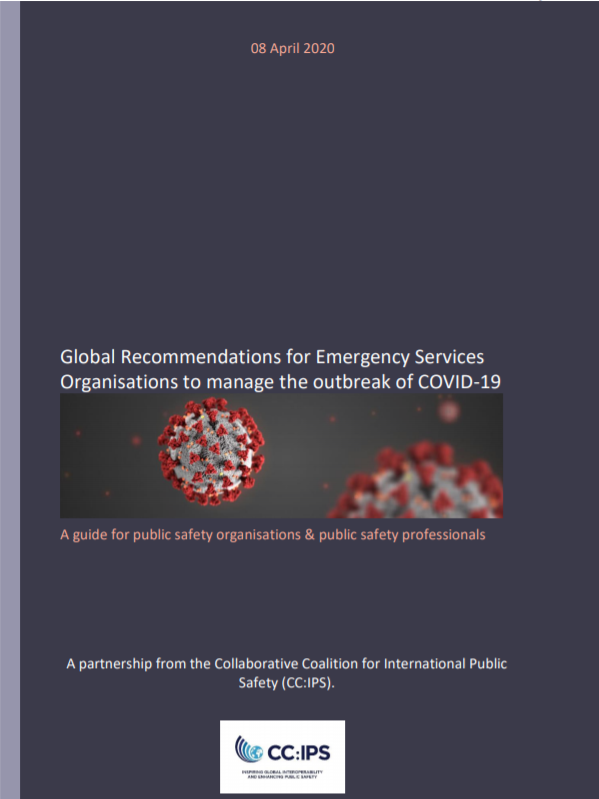 08 April 2020
Global Recommendations for Emergency Services
Organisations to manage the outbreak of COVID-19
A guide for public safety organisations & public safety professionals
A partnership from the Collaborative Coalition for International Public
Safety (CC:IPS).
CC:IPS
INSPIRING GLOBAL INTEROPERABILITY
AND ENHANCING PUBLIC SAFETY